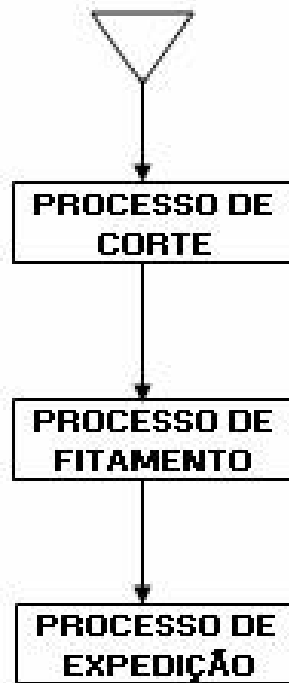 PROCESSO DE
CORTE
PROCESSO DE
FITAMENTO
PROCESSO DE
EXPEDIÇÃO